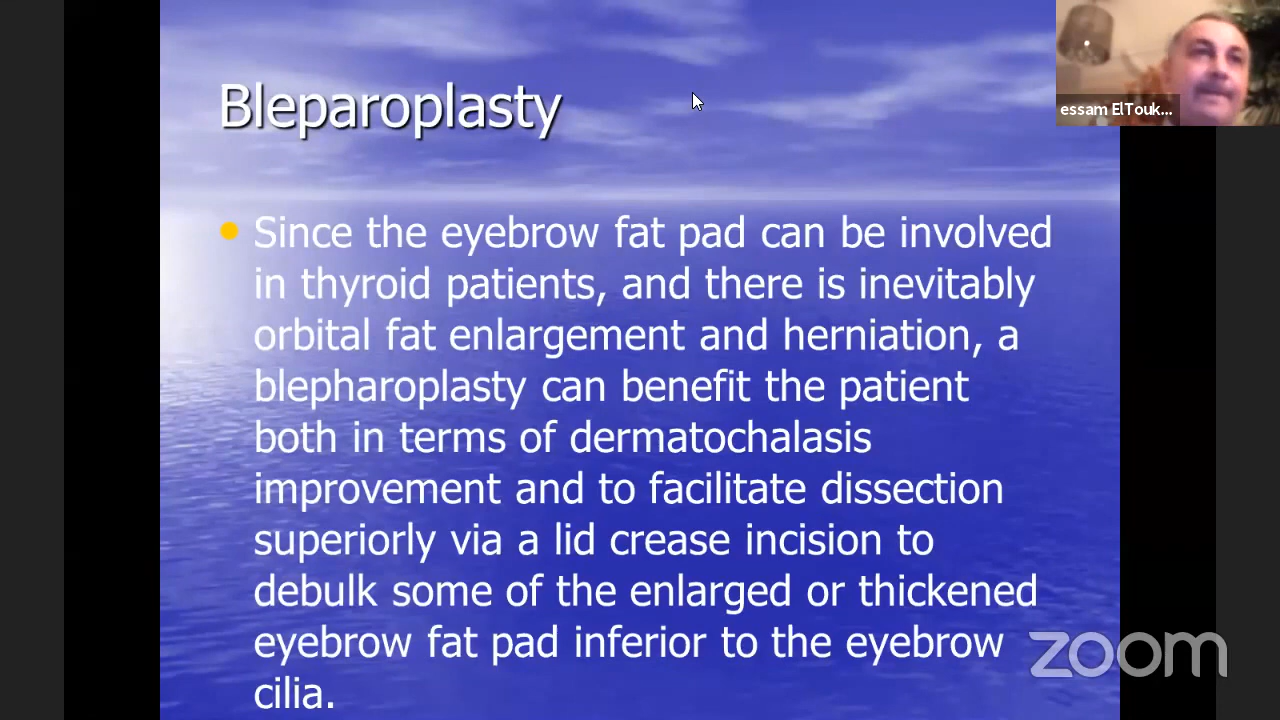 Bleparoplasty
essam ElTouk...
Since the eyebrow fat pad can be involved
in thyroid patients, and there is inevitably
orbital fat enlargement and herniation, a
blepharoplasty can benefit the patient
both in terms of dermatochalasis
improvement and to facilitate dissection
superiorly via a lid crease incision to
debulk some of the enlarged or thickened
eyebrow fat pad inferior to the eyebrow
cilia.
zoom